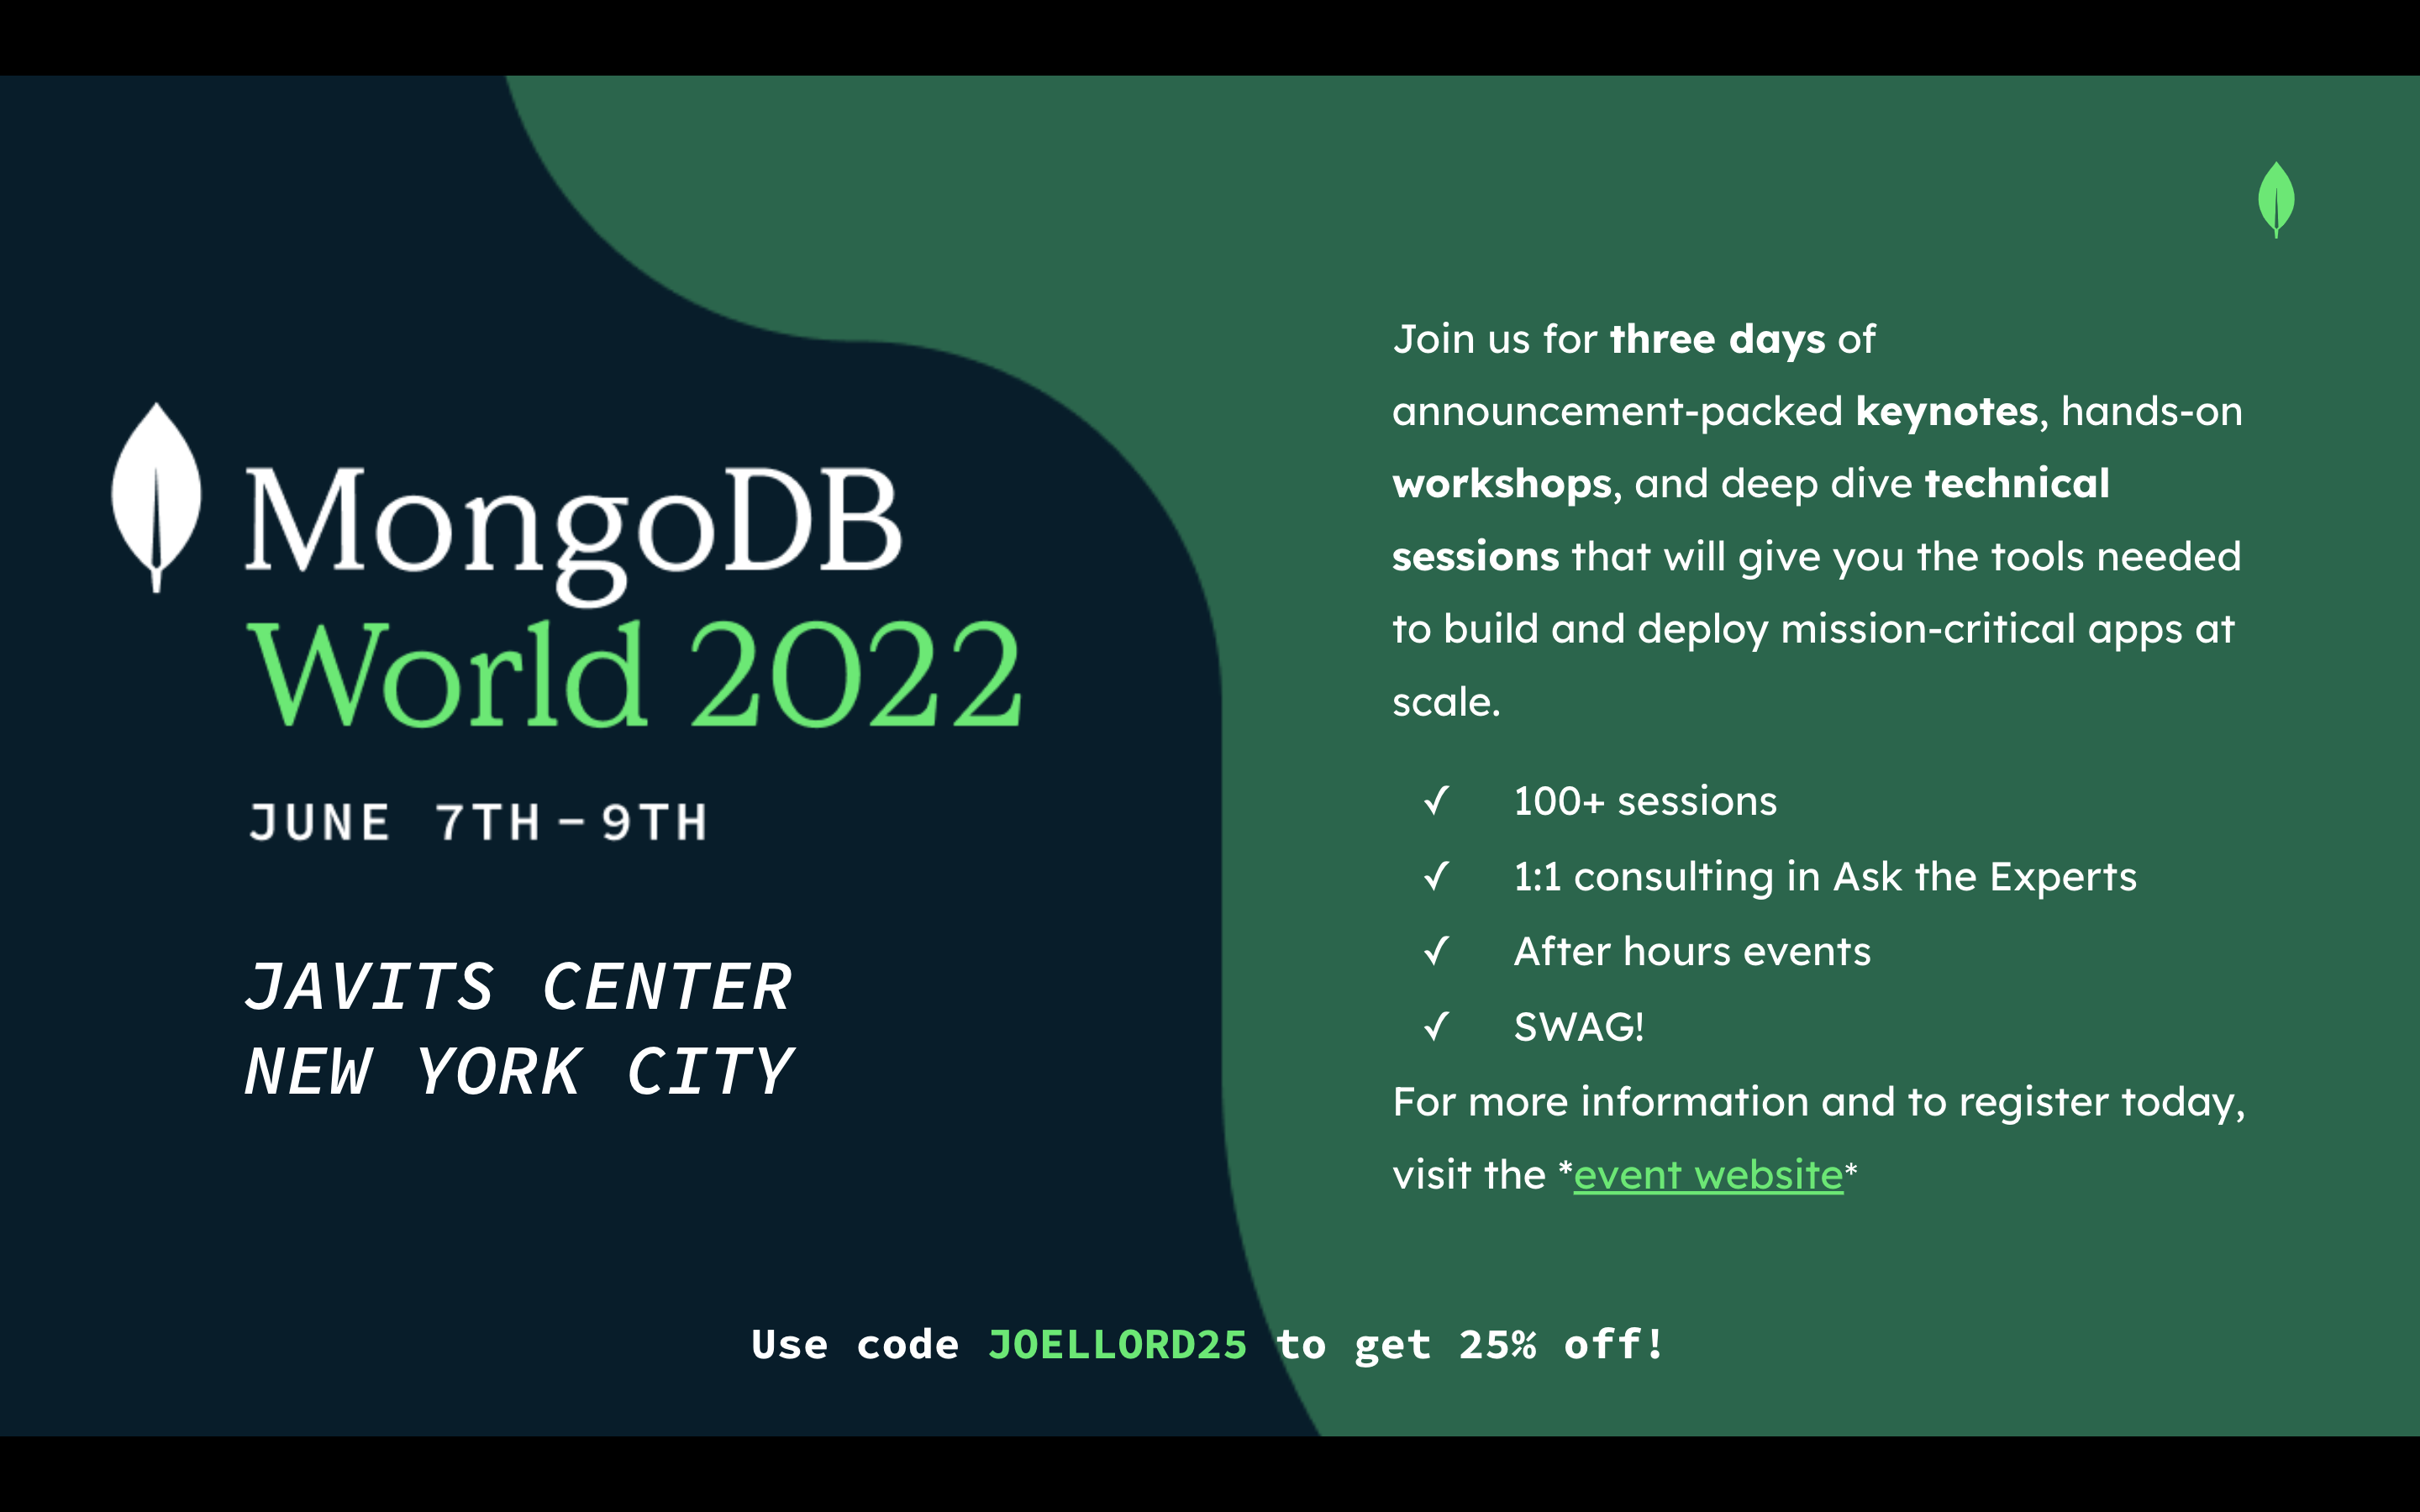 MongoDB
World 2022
JUNE 7TH – 9TH
JAVITS CENTER
NEW YORK CITY
Join us for three days of
announcement-packed keynotes, hands-on
workshops, and deep dive technical
sessions that will give you the tools needed
to build and deploy mission-critical apps at
scale.
✓ 100+ sessions
✓ 1:1 consulting in Ask the Experts
✓ After hours events
✓ SWAG!
For more information and to register today,
visit the *event website*
Use code JOELLORD25 to get 25% off!